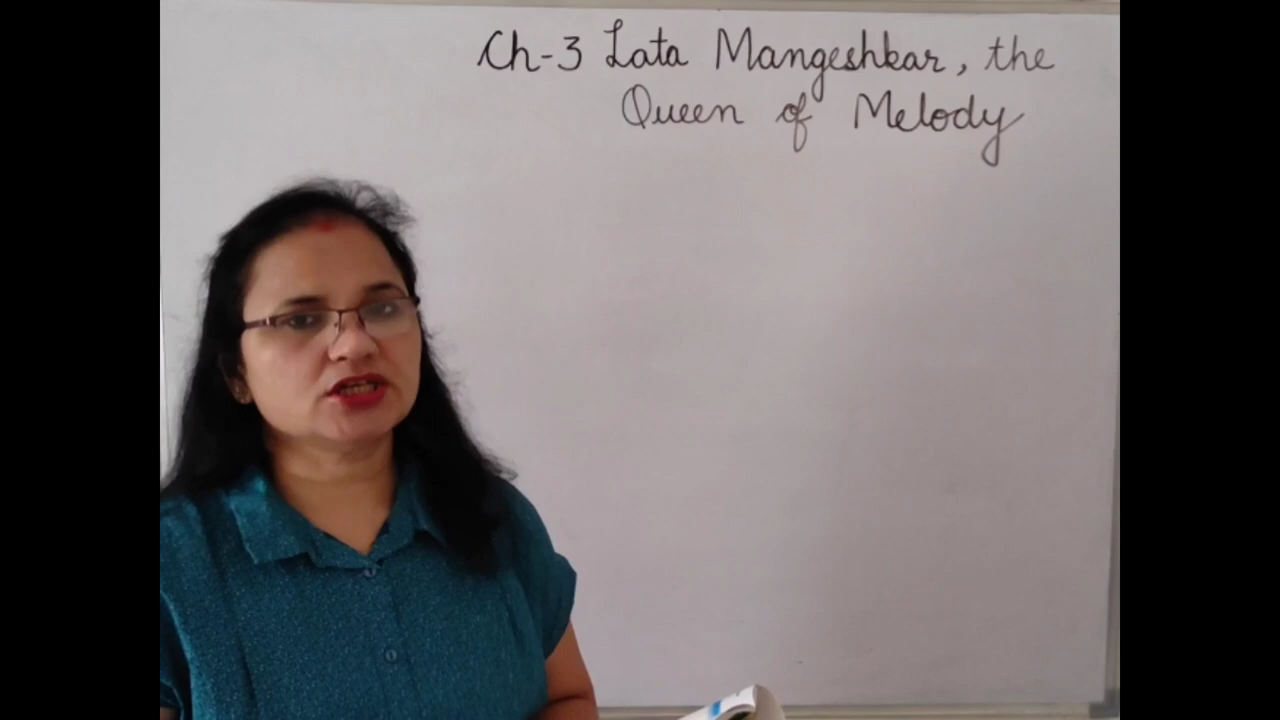 Ch-3 Lata Mangeshkar, the
Queen of Melody